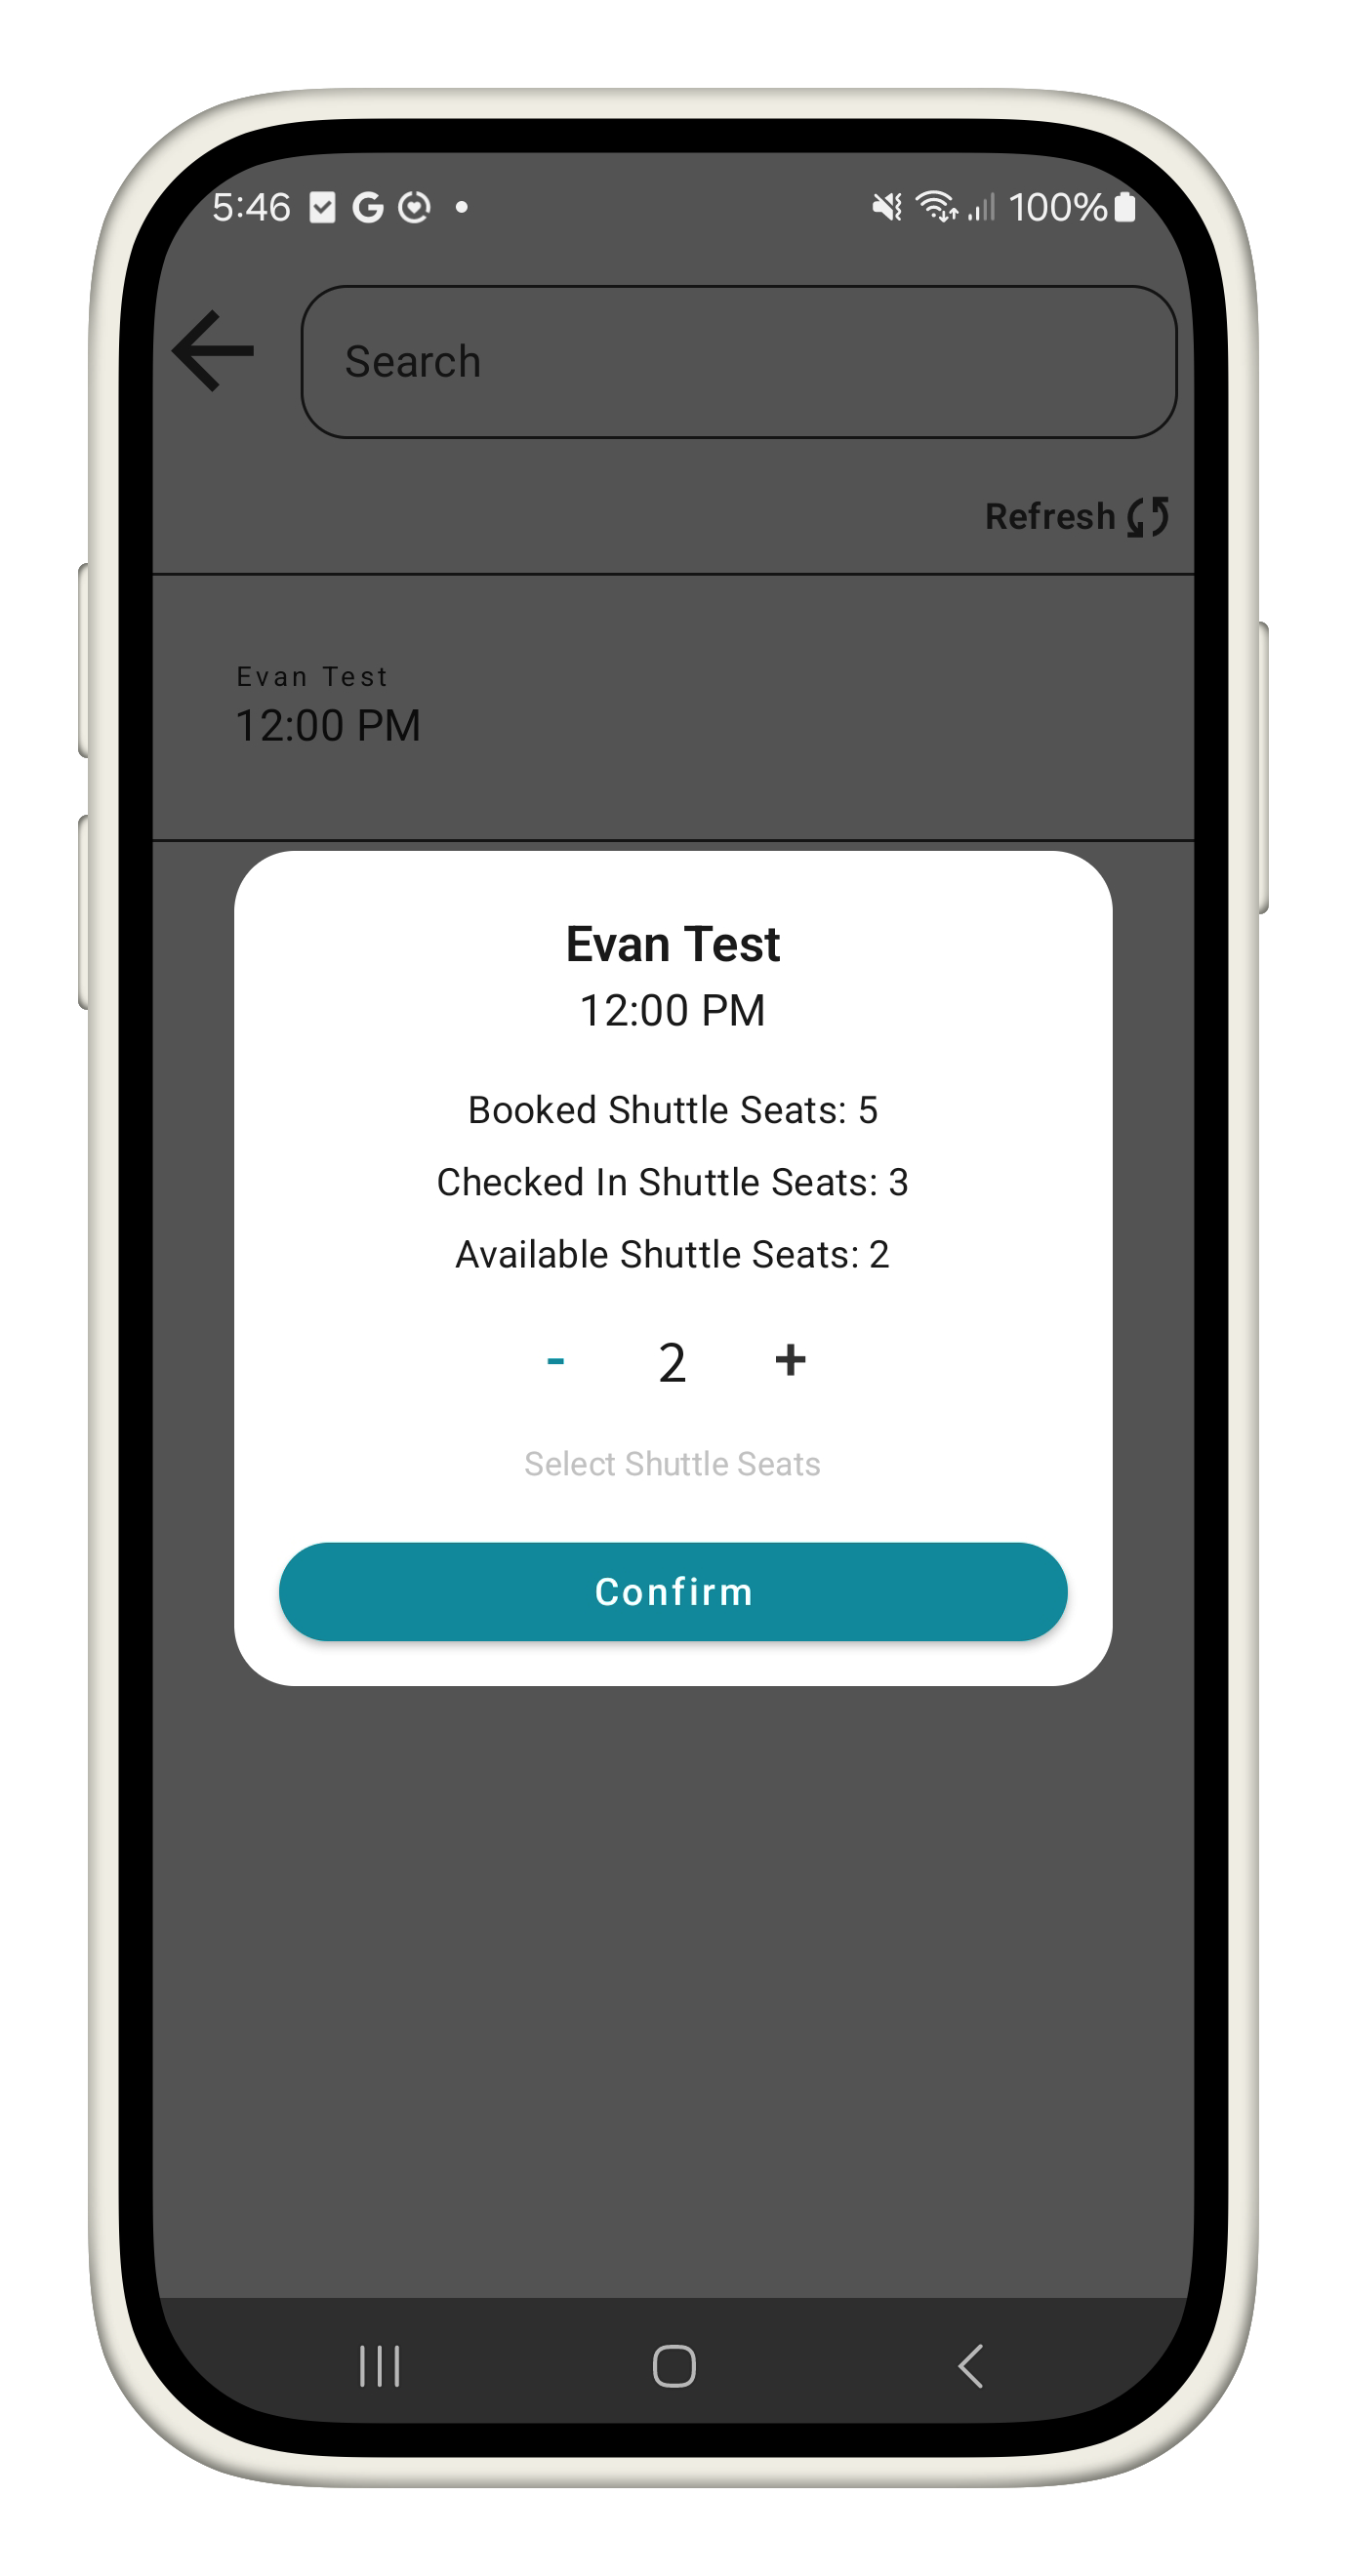 5:46 G 100%
Search
Refresh
Evan Test
12:00 PM
Evan Test
12:00 PM
Booked Shuttle Seats: 5
Checked In Shuttle Seats: 3
Available Shuttle Seats: 2
- 2 +
Select Shuttle Seats
Confirm